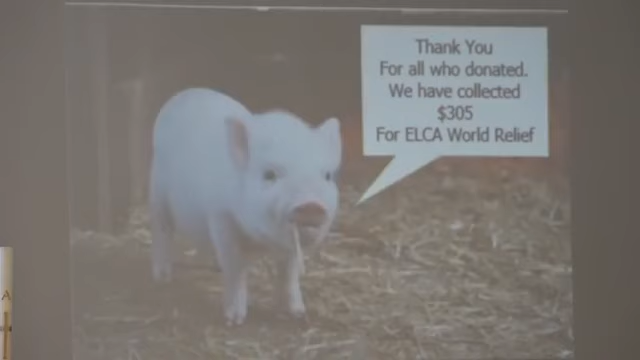 Thank You
For all who donated.
We have collected
$305
For ELCA World Relief
A